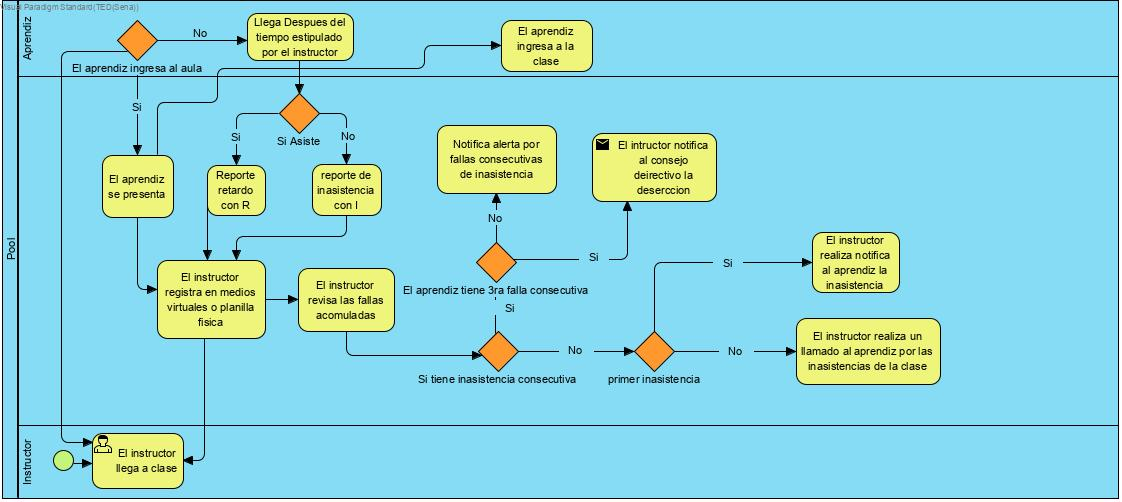 Visual Paradigm Standard(TED(Sena))
Pool
Aprendiz
Instructor
El aprendiz ingresa al aula
No
Si
Llega Despues del
tiempo estipulado
por el instructor
El aprendiz
ingresa a la
clase
Si Asiste
Si
No
El aprendiz
se presenta
Reporte
retardo
con R
reporte de
inasistencia
con I
Notifica alerta por
fallas consecutivas
de inasistencia
El intructor notifica
al consejo
deirectivo la
deserccion
No
Si
El aprendiz tiene 3ra falla consecutiva
Si
El instructor
registra en medios
virtuales o planilla
fisica
El instructor
revisa las fallas
acomuladas
Si
El instructor
realiza notifica
al aprendiz la
inasistencia
Si tiene inasistencia consecutiva
No
primer inasistencia
No
El instructor realiza un
llamado al aprendiz por las
inasistencias de la clase
El instructor
llega a clase